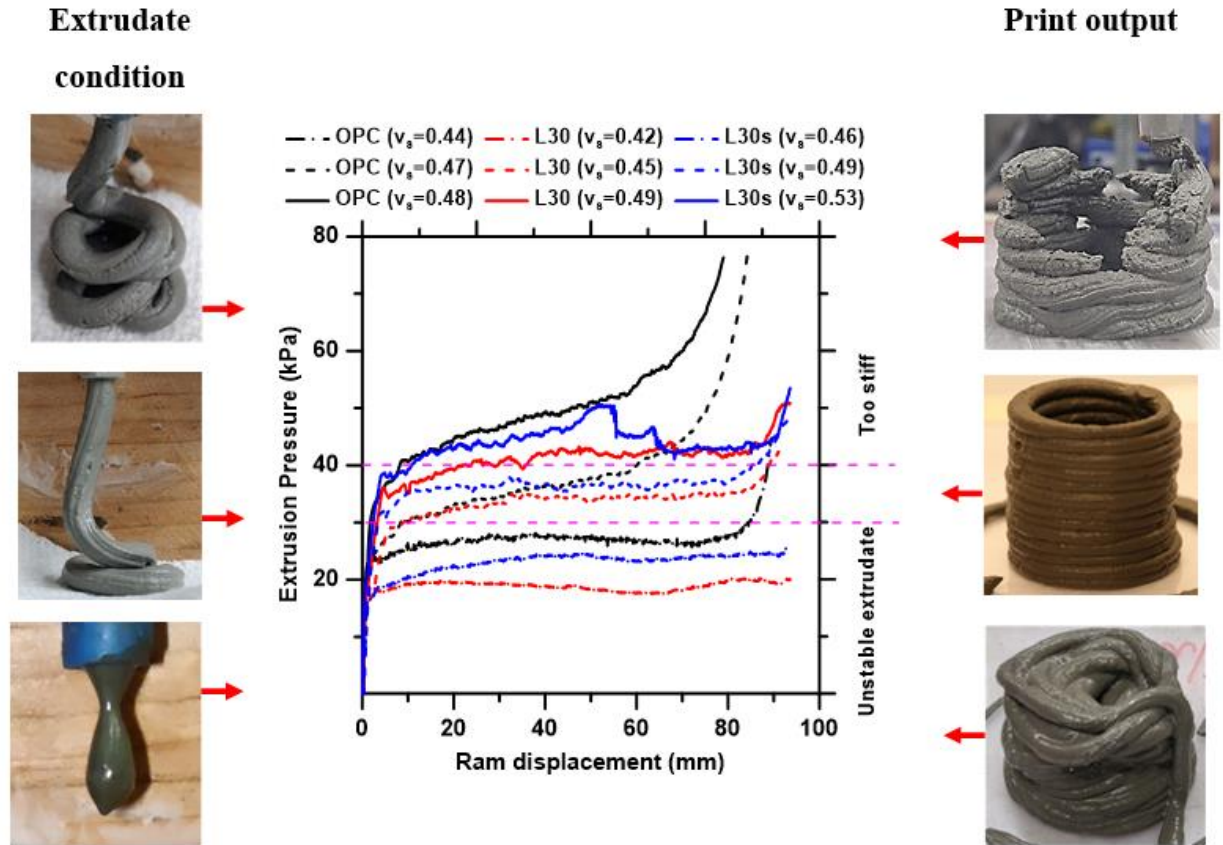 Extrudate
condition
Print output
OPC (vₛ=0.44) L30 (vₛ=0.42) L30s (vₛ=0.46)
OPC (vₛ=0.47) L30 (vₛ=0.45) L30s (vₛ=0.49)
OPC (vₛ=0.48) L30 (vₛ=0.49) L30s (vₛ=0.53)
80
60
40
20
0 20 40 60 80 100
Extrusion Pressure (kPa)
Ram displacement (mm)
Too stiff
Unstable extrudate